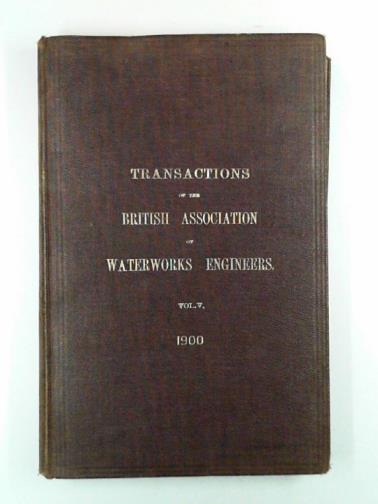 TRANSACTIONS
OF THE
BRITISH ASSOCIATION
OF
WATERWORKS ENGINEERS.
VOL.V.
1900